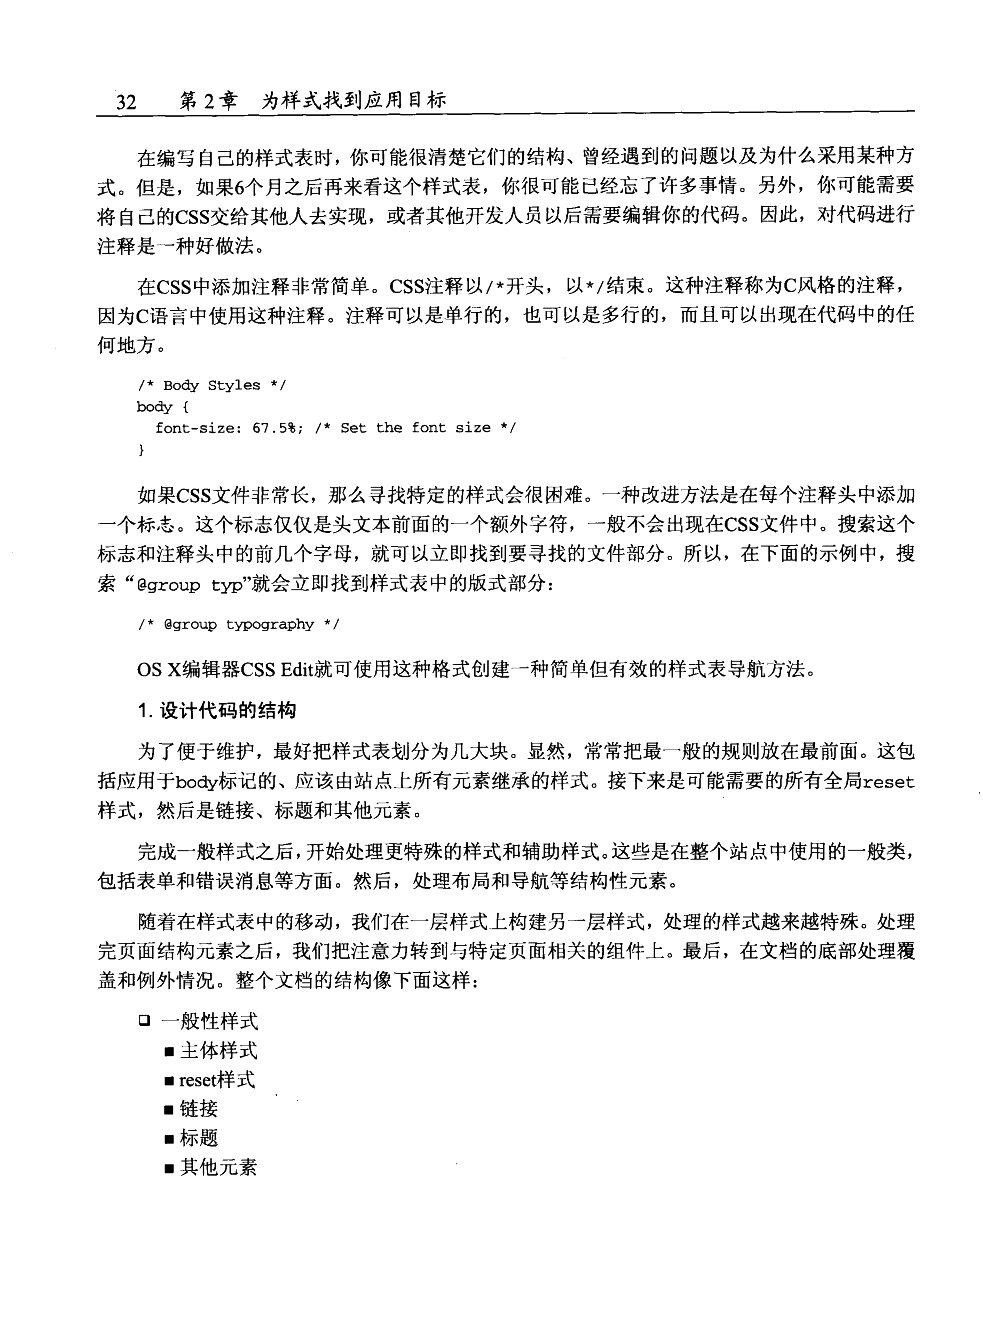 32 第2章 为样式找到应用目标
在编写自己的样式表时，你可能很清楚它们的结构、曾经遇到的问题以及为什么采用某种方
式。但是，如果6个月之后再来看这个样式表，你很可能已经忘了许多事情。另外，你可能需要
将自己的CSS交给其他人去实现，或者其他开发人员以后需要编辑你的代码。因此，对代码进行
注释是一种好做法。
在CSS中添加注释非常简单。CSS注释以/*开头，以*/结束。这种注释称为C风格的注释，
因为C语言中使用这种注释。注释可以是单行的，也可以是多行的，而且可以出现在代码中的任
何地方。
/* Body Styles */
body {
font-size: 67.5%; /* Set the font size */
}
如果CSS文件非常长，那么寻找特定的样式会很困难。一种改进方法是在每个注释头中添加
一个标志。这个标志仅仅是头文本前面的一个额外字符，一般不会出现在CSS文件中。搜索这个
标志和注释头中的前几个字母，就可以立即找到要寻找的文件部分。所以，在下面的示例中，搜
索“@group typ”就会立即找到样式表中的版式部分：
/* @group typography */
OS X编辑器CSS Edit就可使用这种格式创建一种简单但有效的样式表导航方法。
1. 设计代码的结构
为了便于维护，最好把样式表划分为几大块。显然，常常把最一般的规则放在最前面。这包
括应用于body标记的、应该由站点上所有元素继承的样式。接下来是可能需要的所有全局reset
样式，然后是链接、标题和其他元素。
完成一般样式之后，开始处理更特殊的样式和辅助样式。这些是在整个站点中使用的一般类，
包括表单和错误消息等方面。然后，处理布局和导航等结构性元素。
随着在样式表中的移动，我们在一层样式上构建另一层样式，处理的样式越来越特殊。处理
完页面结构元素之后，我们把注意力转到与特定页面相关的组件上。最后，在文档的底部处理覆
盖和例外情况。整个文档的结构像下面这样：
❑ 一般性样式
■ 主体样式
■ reset样式
■ 链接
■ 标题
■ 其他元素